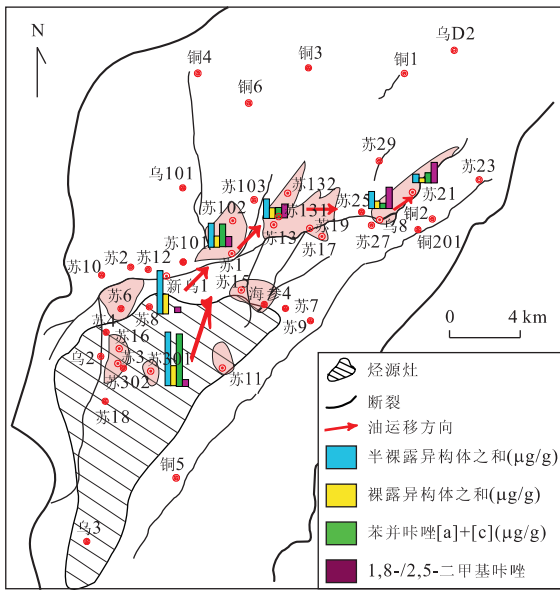 N
乌D2
铜4
铜3
铜1
铜6
苏29
苏23
乌101
苏103
苏132
苏21
苏102
苏25
苏131
铜2
苏19
乌8
苏13
苏27
铜201
苏101
苏17
苏2
苏12
苏1
苏10
新乌1
苏15
海参4
苏6
苏7
苏8
苏9
苏4
苏16
乌2
苏3
苏301
苏11
苏302
苏18
铜5
乌3
0 4 km
烃源灶
断裂
油运移方向
半裸露异构体之和(μg/g)
裸露异构体之和(μg/g)
苯并咔唑[a]+[c](μg/g)
1,8-/2,5-二甲基咔唑